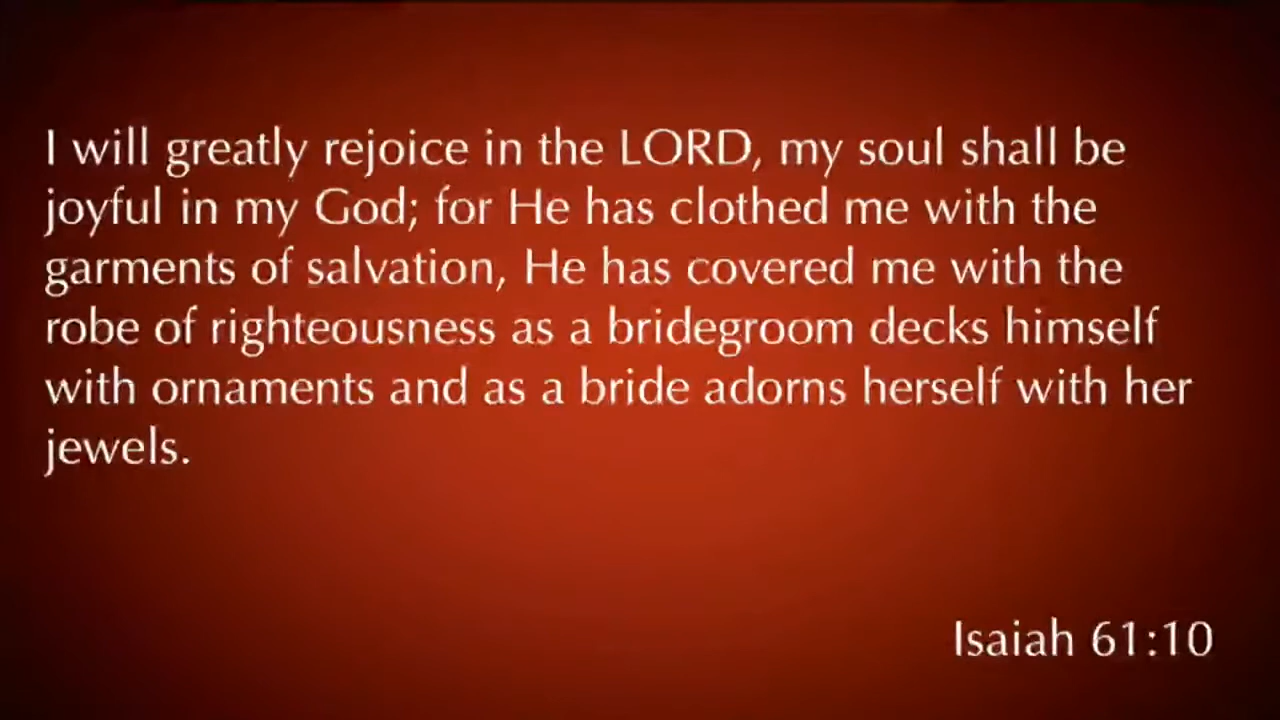 I will greatly rejoice in the LORD, my soul shall be
joyful in my God; for He has clothed me with the
garments of salvation, He has covered me with the
robe of righteousness as a bridegroom decks himself
with ornaments and as a bride adorns herself with her
jewels.
Isaiah 61:10